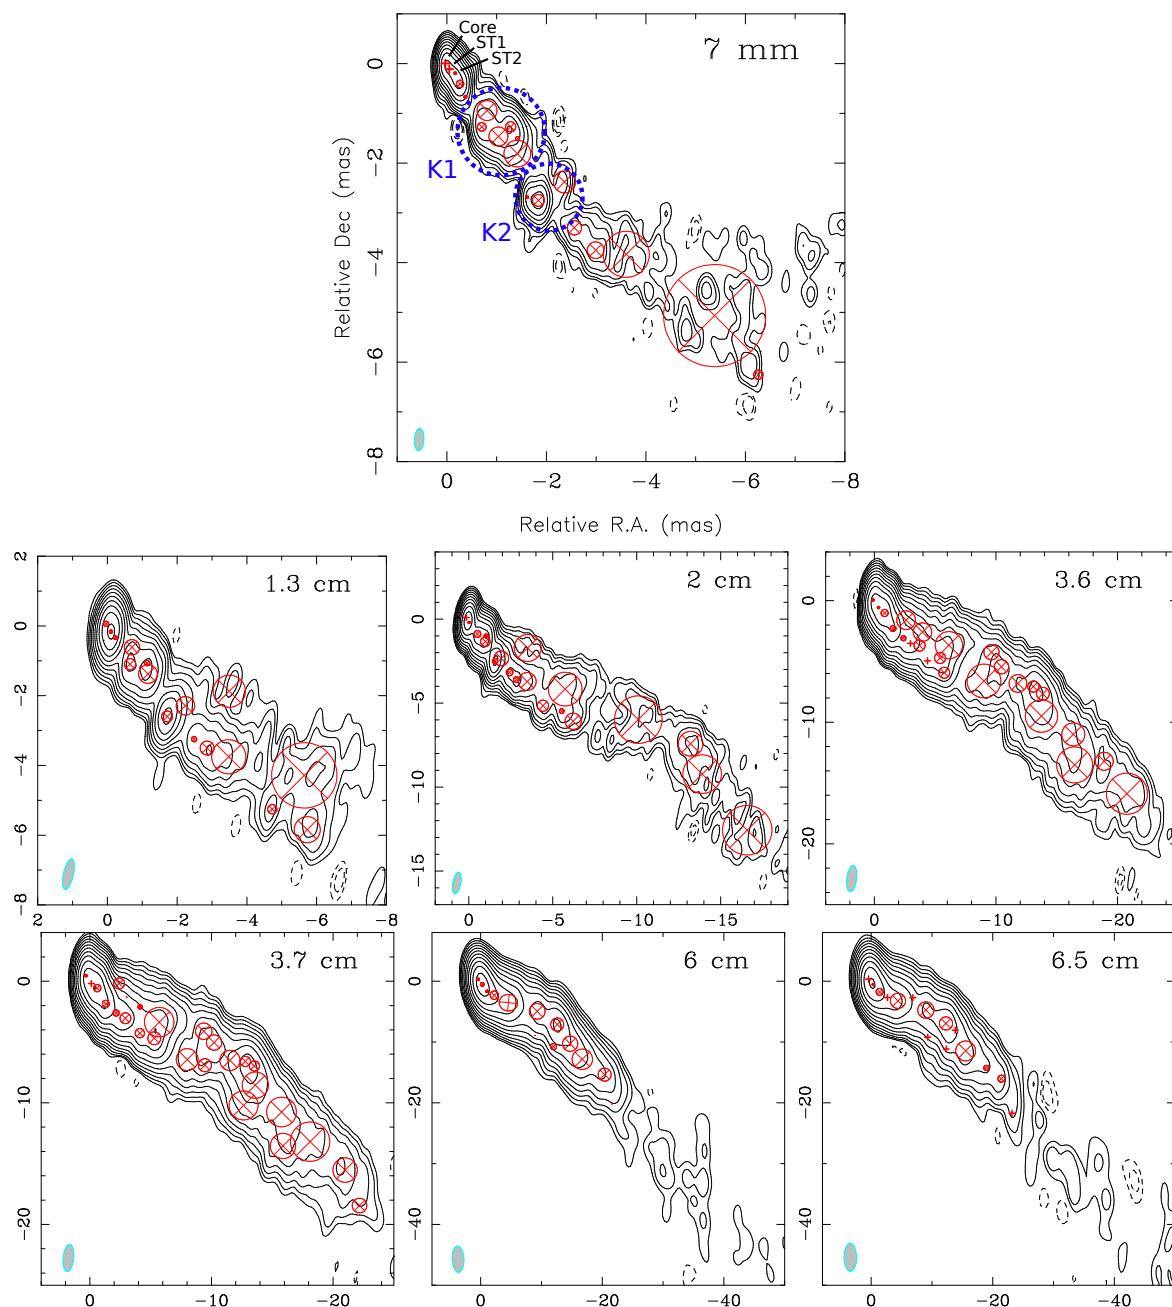 Core
ST1
ST2
7 mm
K1
K2
Relative Dec (mas)
0
−2
−4
−6
−8
0 −2 −4 −6 −8
Relative R.A. (mas)
1.3 cm
2
0
−2
−4
−6
−8
2 0 −2 −4 −6 −8
2 cm
0
−5
−10
−15
0 −5 −10 −15
3.6 cm
0
−10
−20
0 −10 −20
3.7 cm
0
−10
−20
0 −10 −20
6 cm
0
−20
−40
0 −20 −40
6.5 cm
0
−20
−40
0 −20 −40